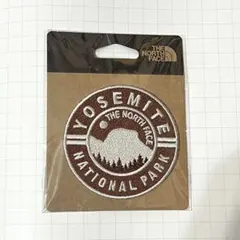 THE
NORTH
FACE
YOSEMITE
THE NORTH FACE
NATIONAL PARK